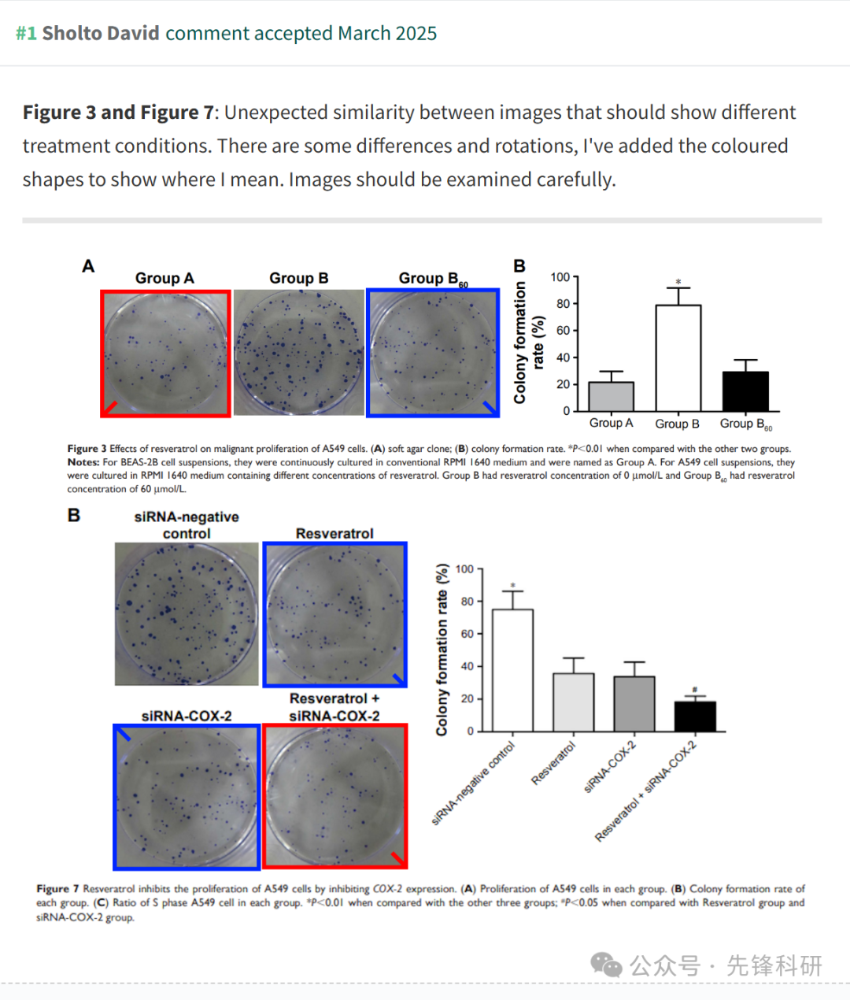 #1 Sholto David comment accepted March 2025
Figure 3 and Figure 7: Unexpected similarity between images that should show different
treatment conditions. There are some differences and rotations, I've added the coloured
shapes to show where I mean. Images should be examined carefully.
A
Group A
Group B
Group B60
B
Colony formation
rate (%)
100
80
60
40
20
0
*
Group A
Group B
Group B60
Figure 3 Effects of resveratrol on malignant proliferation of A549 cells. (A) soft agar clone; (B) colony formation rate. *P<0.01 when compared with the other two groups.
Notes: For BEAS-2B cell suspensions, they were continuously cultured in conventional RPMI 1640 medium and were named as Group A. For A549 cell suspensions, they
were cultured in RPMI 1640 medium containing different concentrations of resveratrol. Group B had resveratrol concentration of 0 μmol/L and Group B60 had resveratrol
concentration of 60 μmol/L.
B
siRNA-negative
control
Resveratrol
siRNA-COX-2
Resveratrol +
siRNA-COX-2
Colony formation rate (%)
100
80
60
40
20
0
*
#
siRNA-negative control
Resveratrol
siRNA-COX-2
Resveratrol + siRNA-COX-2
Figure 7 Resveratrol inhibits the proliferation of A549 cells by inhibiting COX-2 expression. (A) Proliferation of A549 cells in each group. (B) Colony formation rate of
each group. (C) Ratio of S phase A549 cell in each group. *P<0.01 when compared with the other three groups; #P<0.05 when compared with Resveratrol group and
siRNA-COX-2 group.
公众号 · 先锋科研